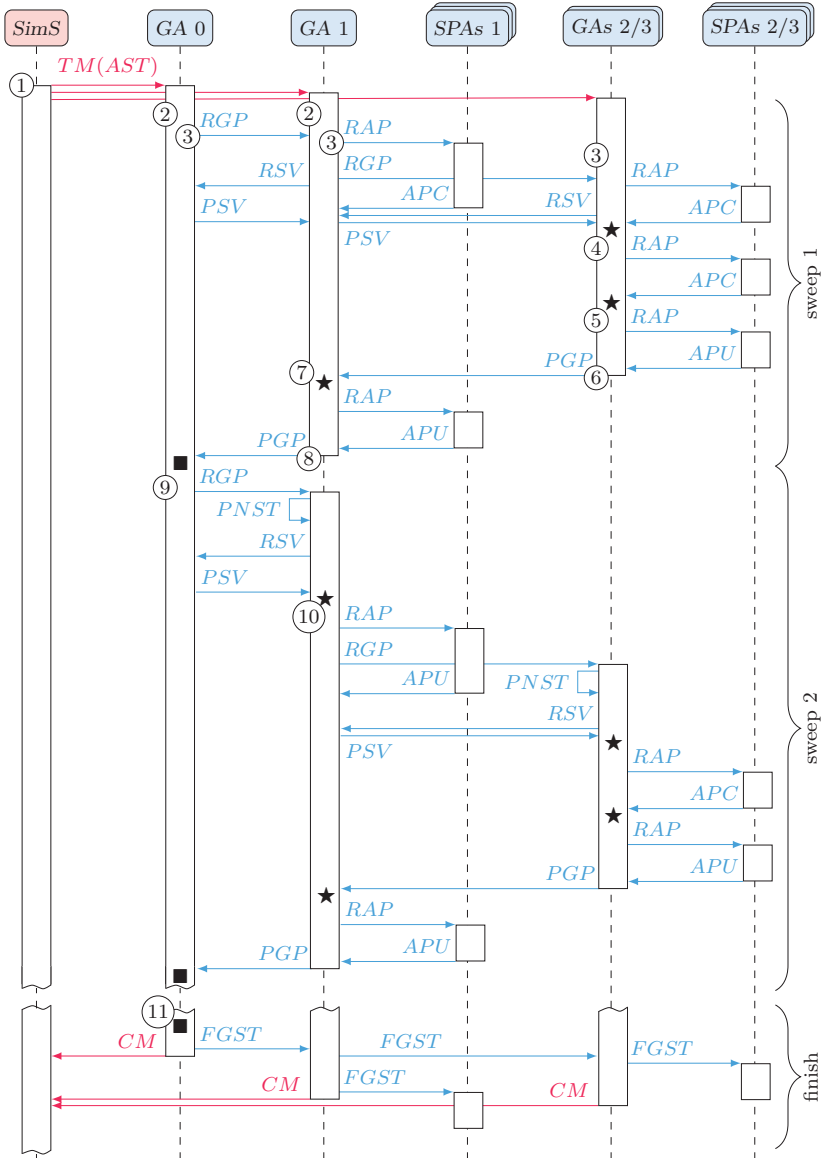 SimS GA 0 GA 1 SPAs 1 GAs 2/3 SPAs 2/3
TM(AST)
1
2 2
RGP RAP
3 3 3
RSV RGP RAP
APC RSV APC
PSV PSV
4
RAP
APC
5 RAP
PGP APU
7 6
RAP
APU
PGP 8
sweep 1
9 RGP
PNST
RSV
PSV
10 RAP
RGP
APU PNST
RSV
PSV
RAP
APC
RAP
PGP APU
RAP
PGP APU
sweep 2
11
CM FGST FGST FGST
CM FGST CM
finish